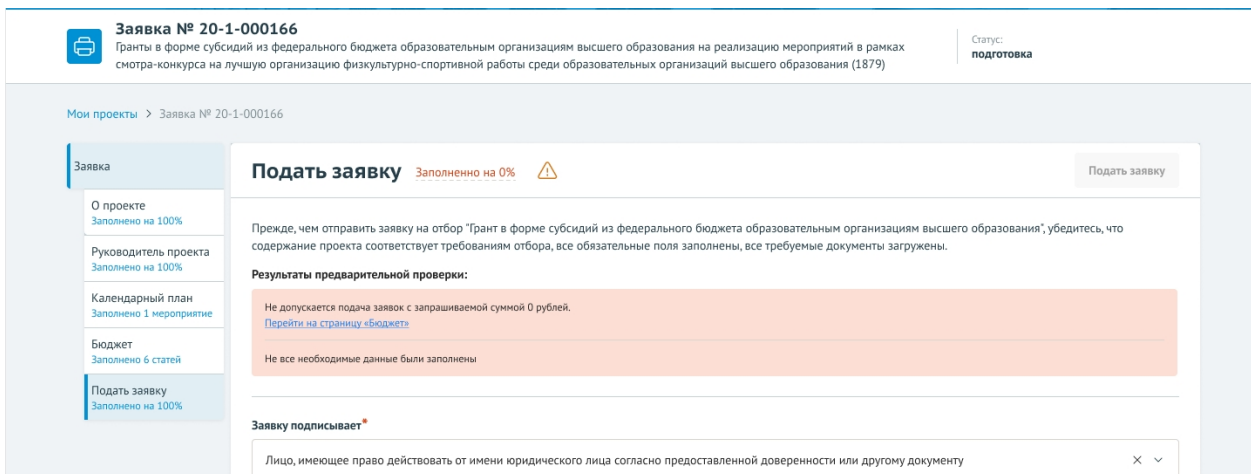 Заявка № 20-1-000166
Гранты в форме субсидий из федерального бюджета образовательным организациям высшего образования на реализацию мероприятий в рамках
смотра-конкурса на лучшую организацию физкультурно-спортивной работы среди образовательных организаций высшего образования (1879)
Статус:
подготовка
Мои проекты > Заявка № 20-1-000166
Заявка
О проекте
Заполнено на 100%
Руководитель проекта
Заполнено на 100%
Календарный план
Заполнено 1 мероприятие
Бюджет
Заполнено 6 статей
Подать заявку
Заполнено на 100%
Подать заявку Заполненно на 0%
Подать заявку
Прежде, чем отправить заявку на отбор "Грант в форме субсидий из федерального бюджета образовательным организациям высшего образования", убедитесь, что
содержание проекта соответствует требованиям отбора, все обязательные поля заполнены, все требуемые документы загружены.
Результаты предварительной проверки:
Не допускается подача заявок с запрашиваемой суммой 0 рублей.
Перейти на страницу «Бюджет»
Не все необходимые данные были заполнены
Заявку подписывает*
Лицо, имеющее право действовать от имени юридического лица согласно предоставленной доверенности или другому документу